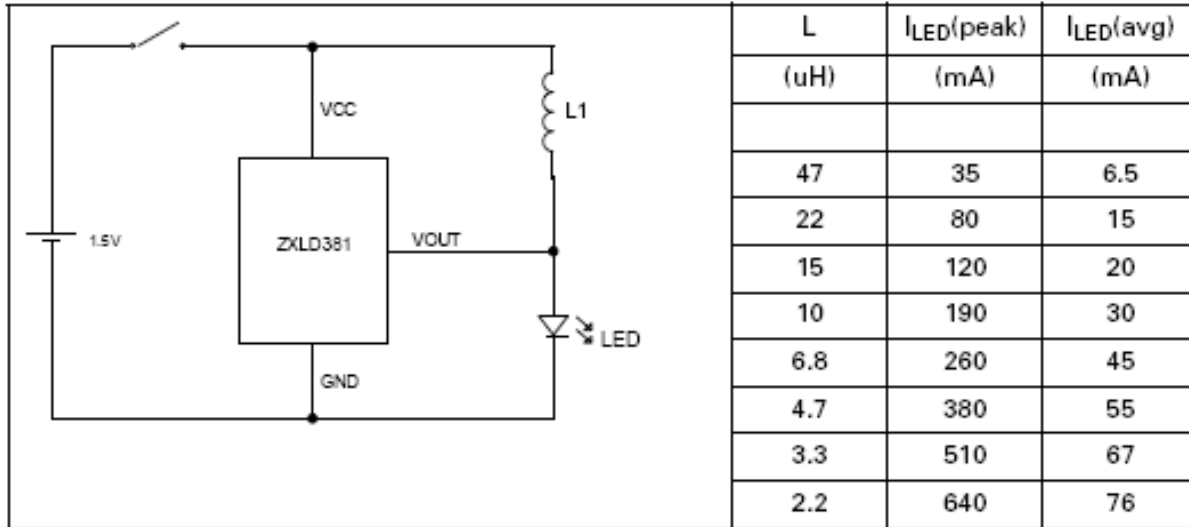 VCC
L1
1.5V
ZXLD381
VOUT
LED
GND
L I_LED(peak) I_LED(avg)
(uH) (mA) (mA)
47 35 6.5
22 80 15
15 120 20
10 190 30
6.8 260 45
4.7 380 55
3.3 510 67
2.2 640 76